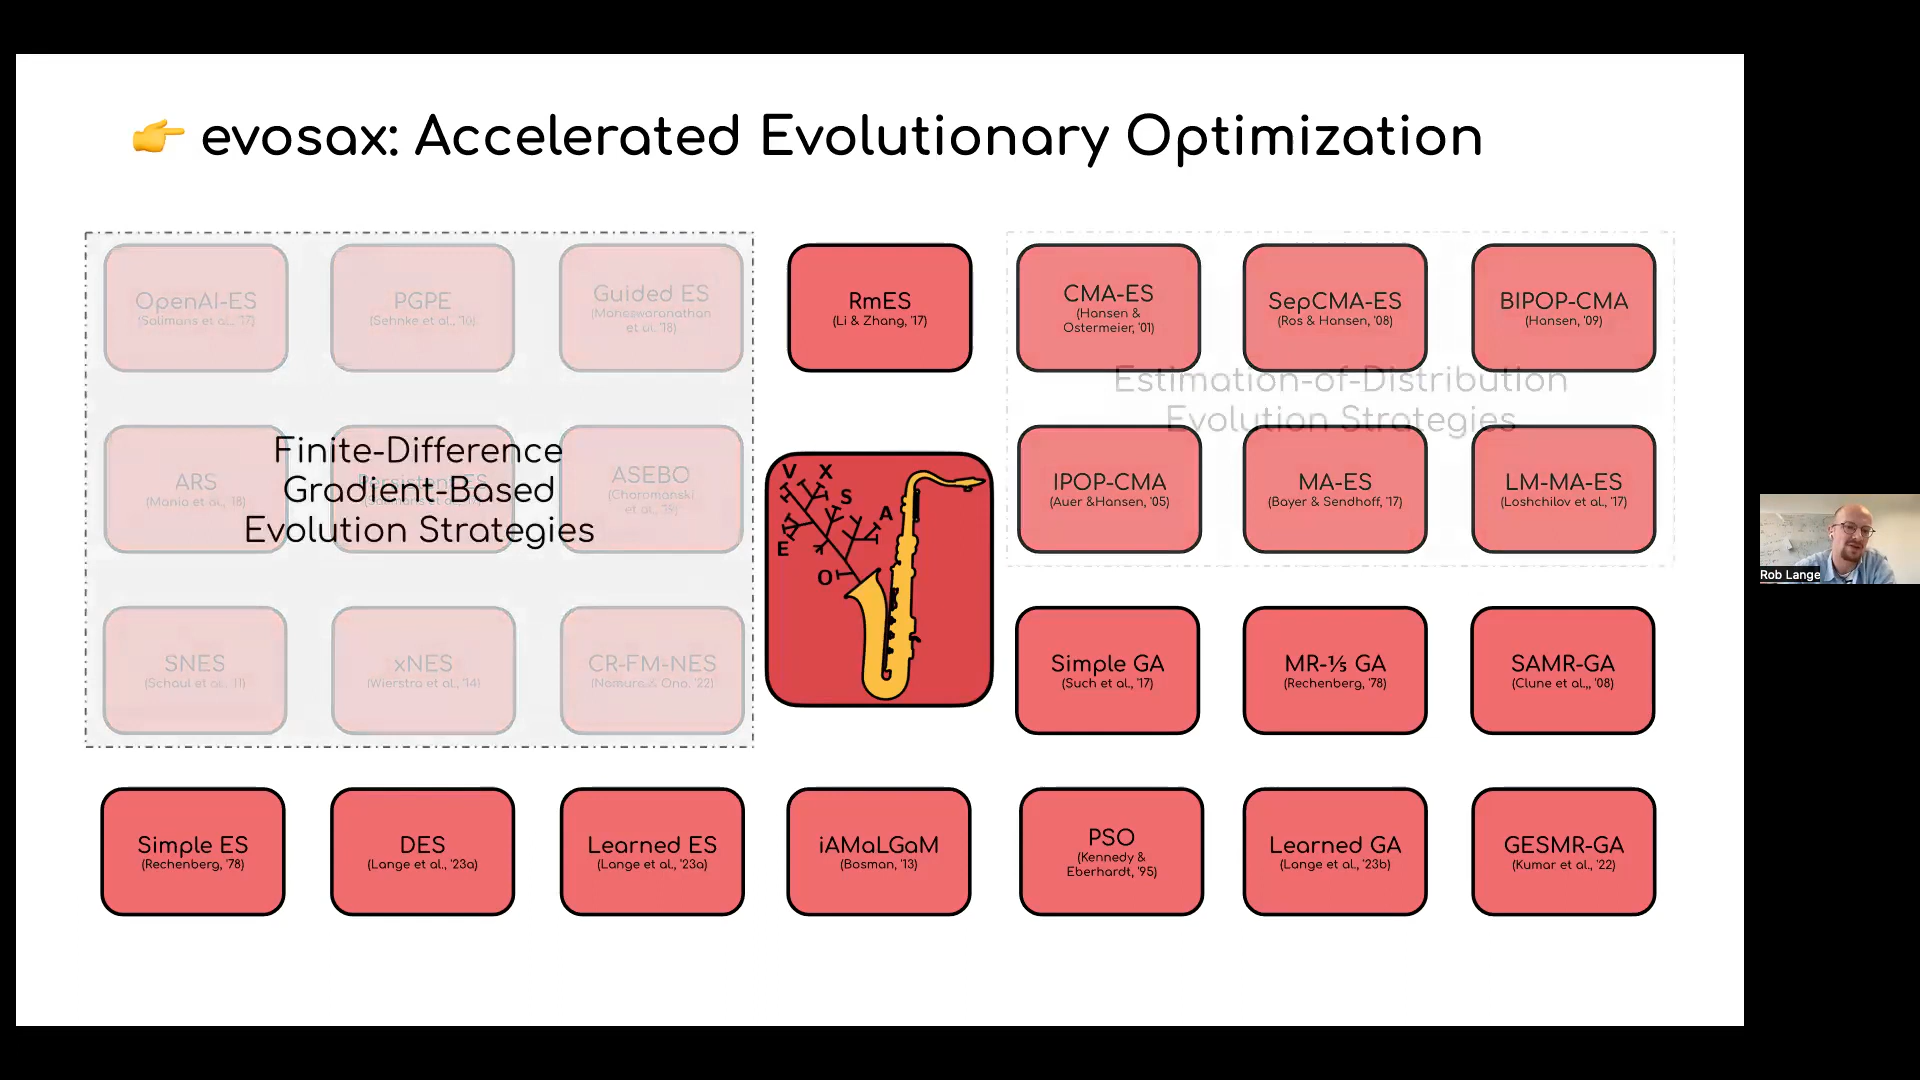 👉 evosax: Accelerated Evolutionary Optimization
OpenAI-ES
(Salimans et al., '17)
PGPE
(Sehnke et al., '10)
Guided ES
(Maheswaranathan
et al. '18)
RmES
(Li & Zhang, '17)
CMA-ES
(Hansen &
Ostermeier, '01)
SepCMA-ES
(Ros & Hansen, '08)
BIPOP-CMA
(Hansen, '09)
Estimation-of-Distribution
Evolution Strategies
Finite-Difference
Gradient-Based
Evolution Strategies
ARS
(Mania et al., '18)
Persistent ES
ASEBO
(Choromanski
et al., '19)
V X S A E O
IPOP-CMA
(Auer &Hansen, '05)
MA-ES
(Bayer & Sendhoff, '17)
LM-MA-ES
(Loshchilov et al., '17)
SNES
(Schaul et al., '11)
xNES
(Wierstra et al., '14)
CR-FM-NES
(Nomura & Ono, '22)
Simple GA
(Such et al., '17)
MR-⅕ GA
(Rechenberg, '78)
SAMR-GA
(Clune et al,, '08)
Simple ES
(Rechenberg, '78)
DES
(Lange et al., '23a)
Learned ES
(Lange et al., '23a)
iAMaLGaM
(Bosman, '13)
PSO
(Kennedy &
Eberhardt, '95)
Learned GA
(Lange et al., '23b)
GESMR-GA
(Kumar et al., '22)
Rob Lange